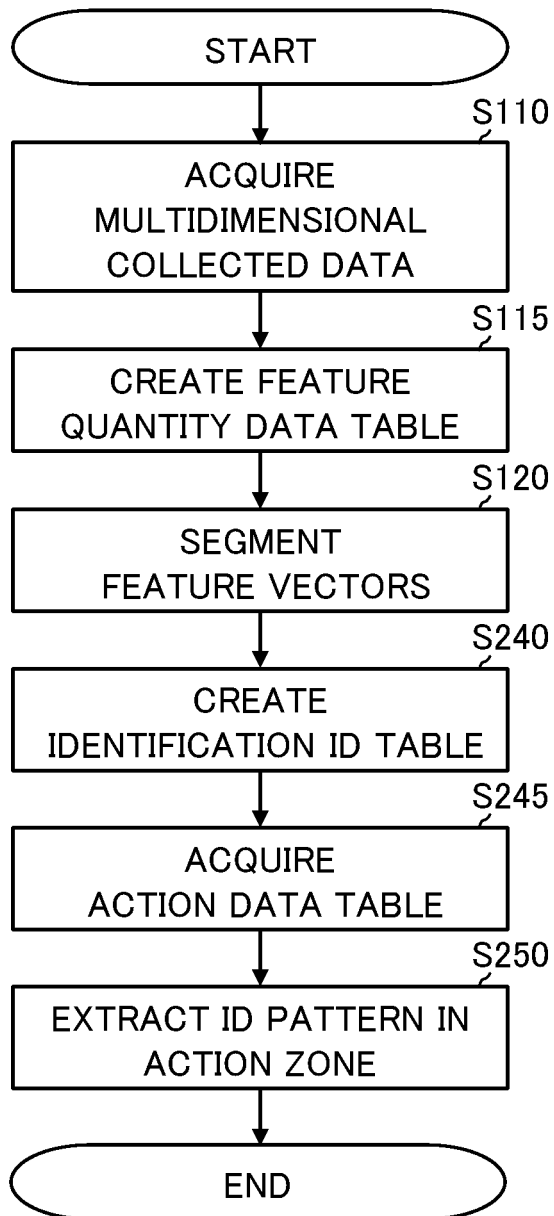 START
S110
ACQUIRE
MULTIDIMENSIONAL
COLLECTED DATA
S115
CREATE FEATURE
QUANTITY DATA TABLE
S120
SEGMENT
FEATURE VECTORS
S240
CREATE
IDENTIFICATION ID TABLE
S245
ACQUIRE
ACTION DATA TABLE
S250
EXTRACT ID PATTERN IN
ACTION ZONE
END